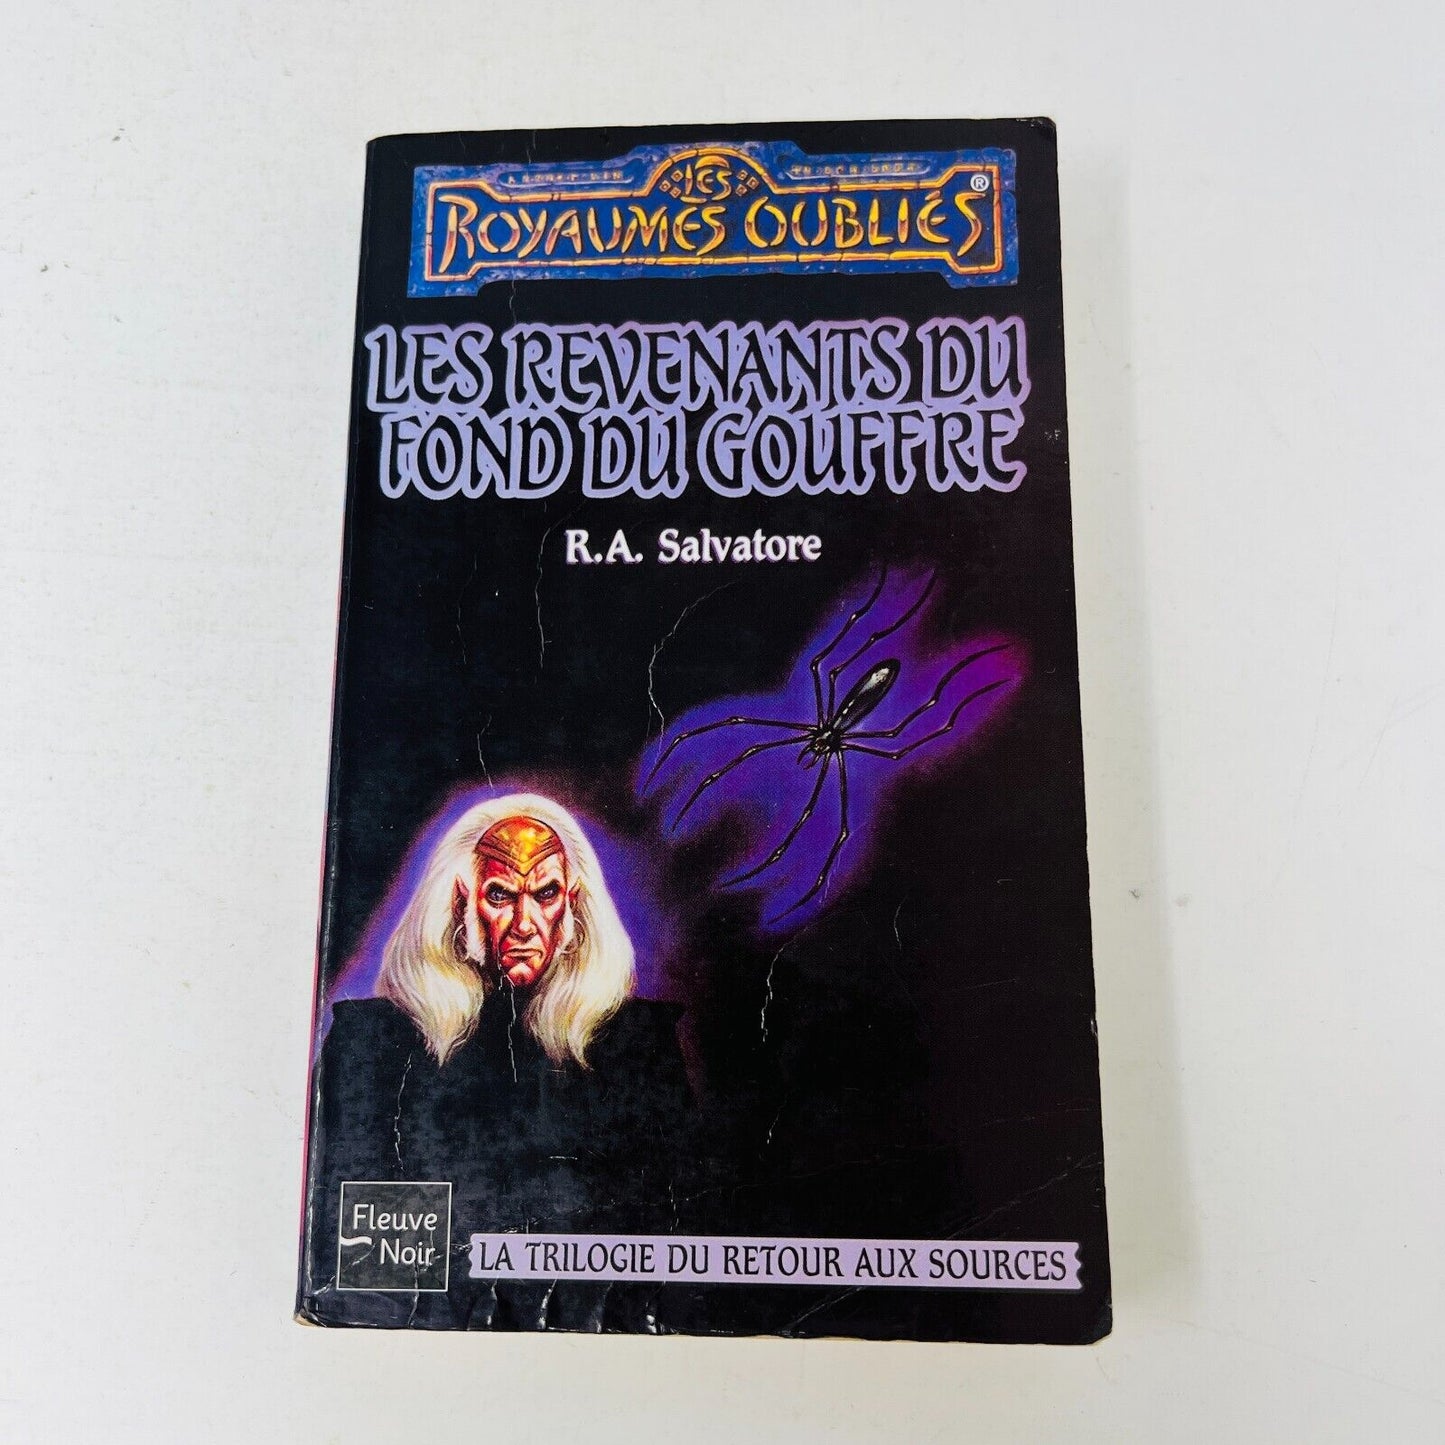 LES
ROYAUMES OUBLIÉS®
LES REVENANTS DU
FOND DU GOUFFRE
R.A. Salvatore
Fleuve
Noir
LA TRILOGIE DU RETOUR AUX SOURCES